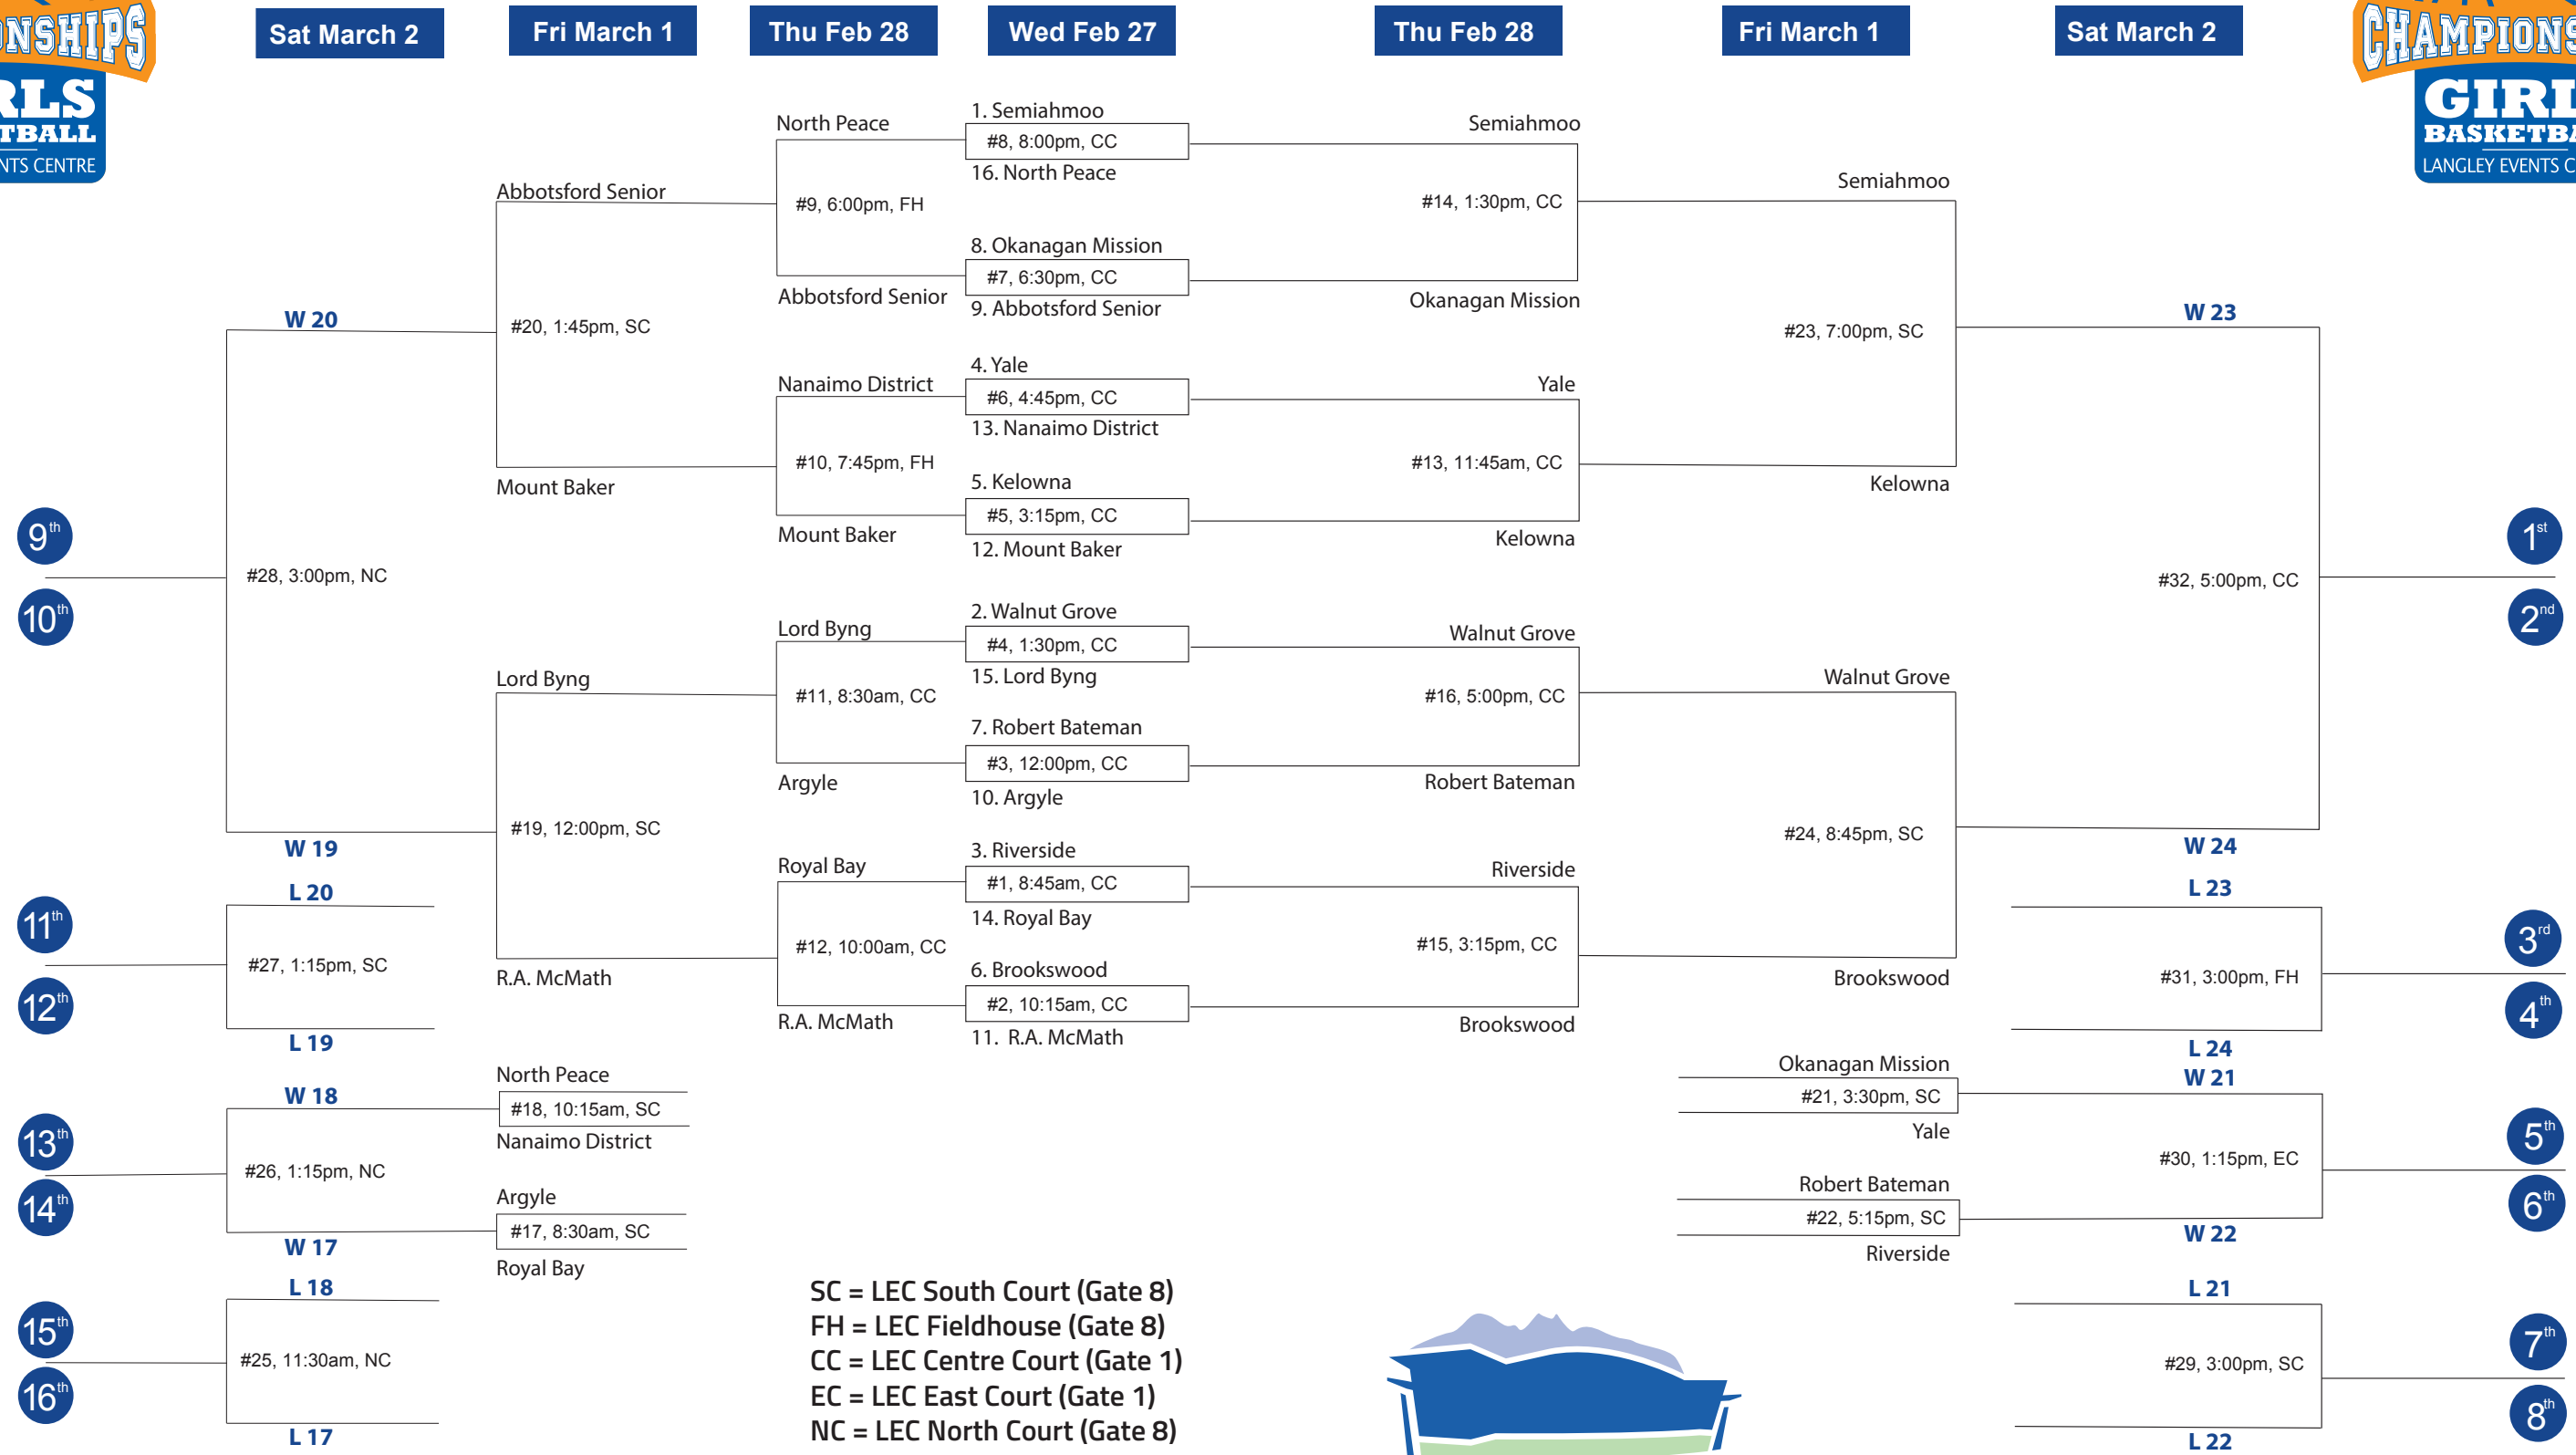 ONSHIPS
RLS
TBALL
NTS CENTRE
CHAMPIONS
GIRL
BASKETBA
LANGLEY EVENTS C
Sat March 2
Fri March 1
Thu Feb 28
Wed Feb 27
Thu Feb 28
Fri March 1
Sat March 2
W 20
#28, 3:00pm, NC
W 19
9th
10th
L 20
#27, 1:15pm, SC
L 19
11th
12th
W 18
#26, 1:15pm, NC
W 17
13th
14th
L 18
#25, 11:30am, NC
L 17
15th
16th
Abbotsford Senior
#20, 1:45pm, SC
Mount Baker
Lord Byng
#19, 12:00pm, SC
R.A. McMath
North Peace
#18, 10:15am, SC
Nanaimo District
Argyle
#17, 8:30am, SC
Royal Bay
North Peace
#9, 6:00pm, FH
Abbotsford Senior
Nanaimo District
#10, 7:45pm, FH
Mount Baker
Lord Byng
#11, 8:30am, CC
Argyle
Royal Bay
#12, 10:00am, CC
R.A. McMath
1. Semiahmoo
#8, 8:00pm, CC
16. North Peace
8. Okanagan Mission
#7, 6:30pm, CC
9. Abbotsford Senior
4. Yale
#6, 4:45pm, CC
13. Nanaimo District
5. Kelowna
#5, 3:15pm, CC
12. Mount Baker
2. Walnut Grove
#4, 1:30pm, CC
15. Lord Byng
7. Robert Bateman
#3, 12:00pm, CC
10. Argyle
3. Riverside
#1, 8:45am, CC
14. Royal Bay
6. Brookswood
#2, 10:15am, CC
11. R.A. McMath
Semiahmoo
#14, 1:30pm, CC
Okanagan Mission
Yale
#13, 11:45am, CC
Kelowna
Walnut Grove
#16, 5:00pm, CC
Robert Bateman
Riverside
#15, 3:15pm, CC
Brookswood
Semiahmoo
#23, 7:00pm, SC
Kelowna
Walnut Grove
#24, 8:45pm, SC
Brookswood
Okanagan Mission
#21, 3:30pm, SC
Yale
Robert Bateman
#22, 5:15pm, SC
Riverside
W 23
#32, 5:00pm, CC
W 24
1st
2nd
L 23
#31, 3:00pm, FH
L 24
3rd
4th
W 21
#30, 1:15pm, EC
W 22
5th
6th
L 21
#29, 3:00pm, SC
L 22
7th
8th
SC = LEC South Court (Gate 8)
FH = LEC Fieldhouse (Gate 8)
CC = LEC Centre Court (Gate 1)
EC = LEC East Court (Gate 1)
NC = LEC North Court (Gate 8)